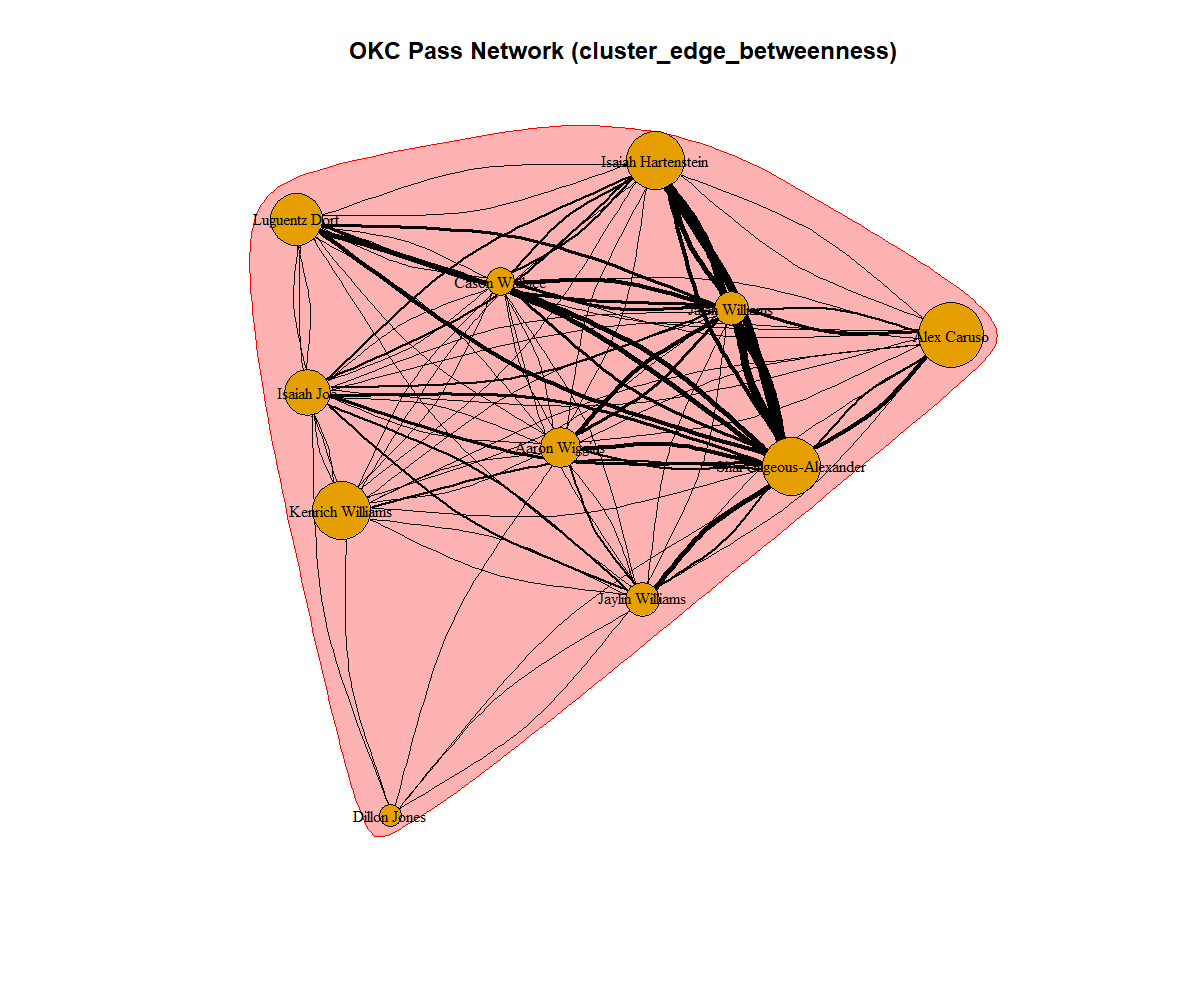 OKC Pass Network (cluster_edge_betweenness)
Isaiah Hartenstein
Luguentz Dort
Cason Wallace
Jalen Williams
Alex Caruso
Isaiah Joe
Aaron Wiggins
Shai Gilgeous-Alexander
Kenrich Williams
Jaylin Williams
Dillon Jones